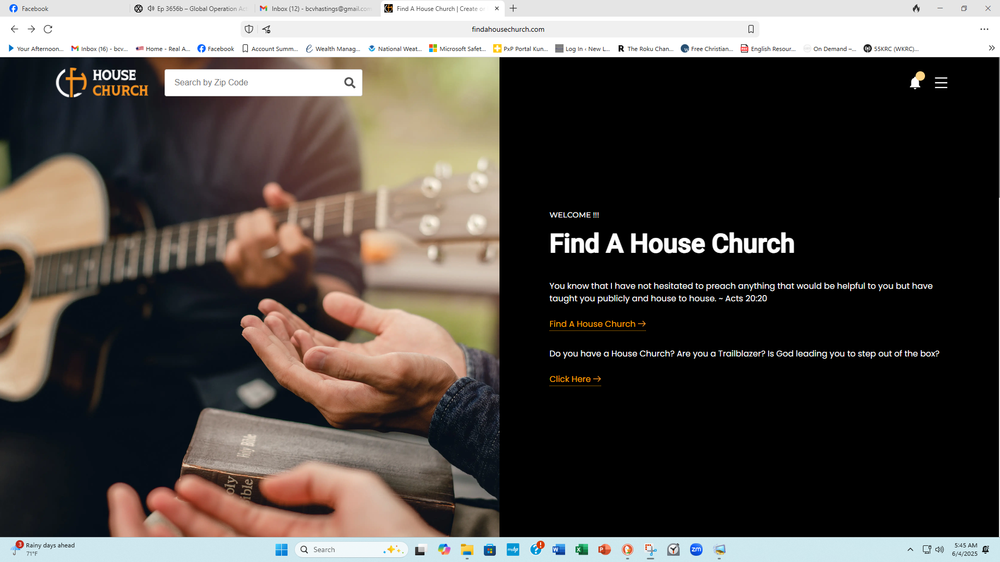 Facebook
Ep 3656b – Global Operation Act
Inbox (12) - bcvhastings@gmail.com
Find A House Church | Create or
findahousechurch.com
Your Afternoon...
Inbox (16) - bcv...
Home - Real A...
Facebook
Account Summ...
Wealth Manag...
National Weat...
Microsoft Safet...
PxP Portal Kun...
Log In ‹ New L...
The Roku Chan...
Free Christian...
English Resour...
On Demand –...
55KRC (WKRC)...
HOUSE
CHURCH
Search by Zip Code
WELCOME !!!
Find A House Church
You know that I have not hesitated to preach anything that would be helpful to you but have
taught you publicly and house to house. ~ Acts 20:20
Find A House Church →
Do you have a House Church? Are you a Trailblazer? Is God leading you to step out of the box?
Click Here →
Holy Bible
oly
ible
3
Rainy days ahead
71°F
Search
myhp
zm
5:45 AM
6/4/2025